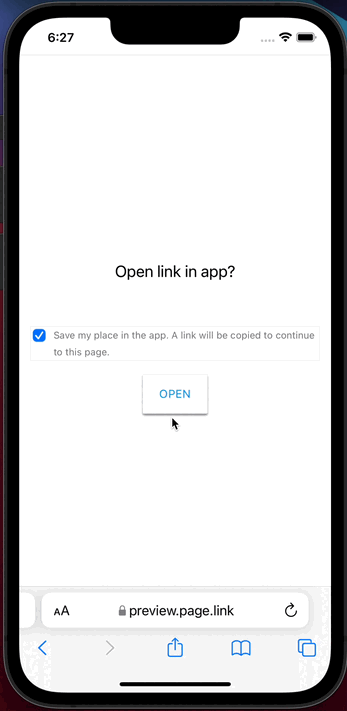 6:27
Open link in app?
Save my place in the app. A link will be copied to continue
to this page.
OPEN
AA preview.page.link